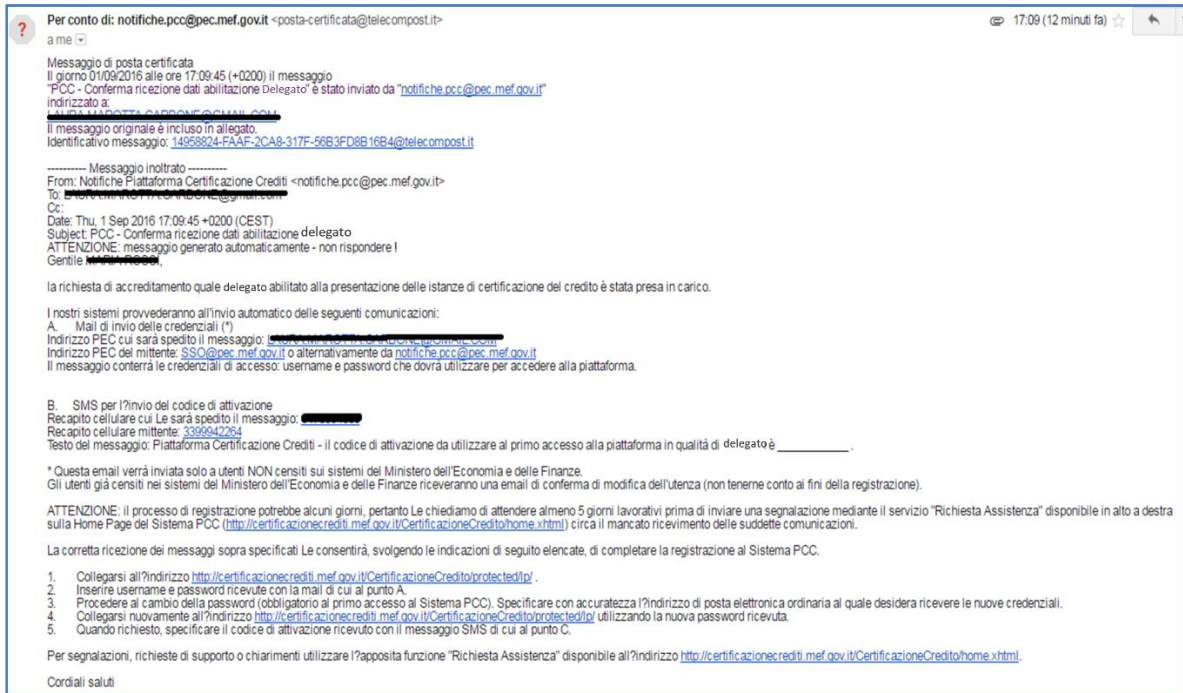 Per conto di: notifiche.pcc@pec.mef.gov.it <posta-certificata@telecompost.it>
17:09 (12 minuti fa)
a me
Messaggio di posta certificata
Il giorno 01/09/2016 alle ore 17:09:45 (+0200) il messaggio
"PCC - Conferma ricezione dati abilitazione Delegato" è stato inviato da "notifiche.pcc@pec.mef.gov.it"
indirizzato a:
Il messaggio originale è incluso in allegato.
Identificativo messaggio: 14958824-FAAF-2CA8-317F-56B3FD8B16B4@telecompost.it
---------- Messaggio inoltrato ----------
From: Notifiche Piattaforma Certificazione Crediti <notifiche.pcc@pec.mef.gov.it>
To:
Cc:
Date: Thu, 1 Sep 2016 17:09:45 +0200 (CEST)
Subject: PCC - Conferma ricezione dati abilitazione delegato
ATTENZIONE: messaggio generato automaticamente - non rispondere !
Gentile ,
la richiesta di accreditamento quale delegato abilitato alla presentazione delle istanze di certificazione del credito è stata presa in carico.
I nostri sistemi provvederanno all'invio automatico delle seguenti comunicazioni:
A. Mail di invio delle credenziali (*)
Indirizzo PEC cui sarà spedito il messaggio:
Indirizzo PEC del mittente: SSO@pec.mef.gov.it o alternativamente da notifiche.pcc@pec.mef.gov.it
Il messaggio conterrà le credenziali di accesso: username e password che dovrà utilizzare per accedere alla piattaforma.
B. SMS per l?invio del codice di attivazione
Recapito cellulare cui Le sarà spedito il messaggio:
Recapito cellulare mittente: 3399942264
Testo del messaggio: Piattaforma Certificazione Crediti - il codice di attivazione da utilizzare al primo accesso alla piattaforma in qualità di delegato è ___________ .
* Questa email verrà inviata solo a utenti NON censiti sui sistemi del Ministero dell'Economia e delle Finanze.
Gli utenti già censiti nei sistemi del Ministero dell'Economia e delle Finanze riceveranno una email di conferma di modifica dell'utenza (non tenerne conto ai fini della registrazione).
ATTENZIONE: il processo di registrazione potrebbe alcuni giorni, pertanto Le chiediamo di attendere almeno 5 giorni lavorativi prima di inviare una segnalazione mediante il servizio "Richiesta Assistenza" disponibile in alto a destra
sulla Home Page del Sistema PCC (http://certificazionecrediti.mef.gov.it/CertificazioneCredito/home.xhtml) circa il mancato ricevimento delle suddette comunicazioni.
La corretta ricezione dei messaggi sopra specificati Le consentirà, svolgendo le indicazioni di seguito elencate, di completare la registrazione al Sistema PCC.
1. Collegarsi all?indirizzo http://certificazionecrediti.mef.gov.it/CertificazioneCredito/protected/lp/ .
2. Inserire username e password ricevute con la mail di cui al punto A.
3. Procedere al cambio della password (obbligatorio al primo accesso al Sistema PCC). Specificare con accuratezza l?indirizzo di posta elettronica ordinaria al quale desidera ricevere le nuove credenziali.
4. Collegarsi nuovamente all?indirizzo http://certificazionecrediti.mef.gov.it/CertificazioneCredito/protected/lp/ utilizzando la nuova password ricevuta.
5. Quando richiesto, specificare il codice di attivazione ricevuto con il messaggio SMS di cui al punto C.
Per segnalazioni, richieste di supporto o chiarimenti utilizzare l?apposita funzione "Richiesta Assistenza" disponibile all?indirizzo http://certificazionecrediti.mef.gov.it/CertificazioneCredito/home.xhtml.
Cordiali saluti